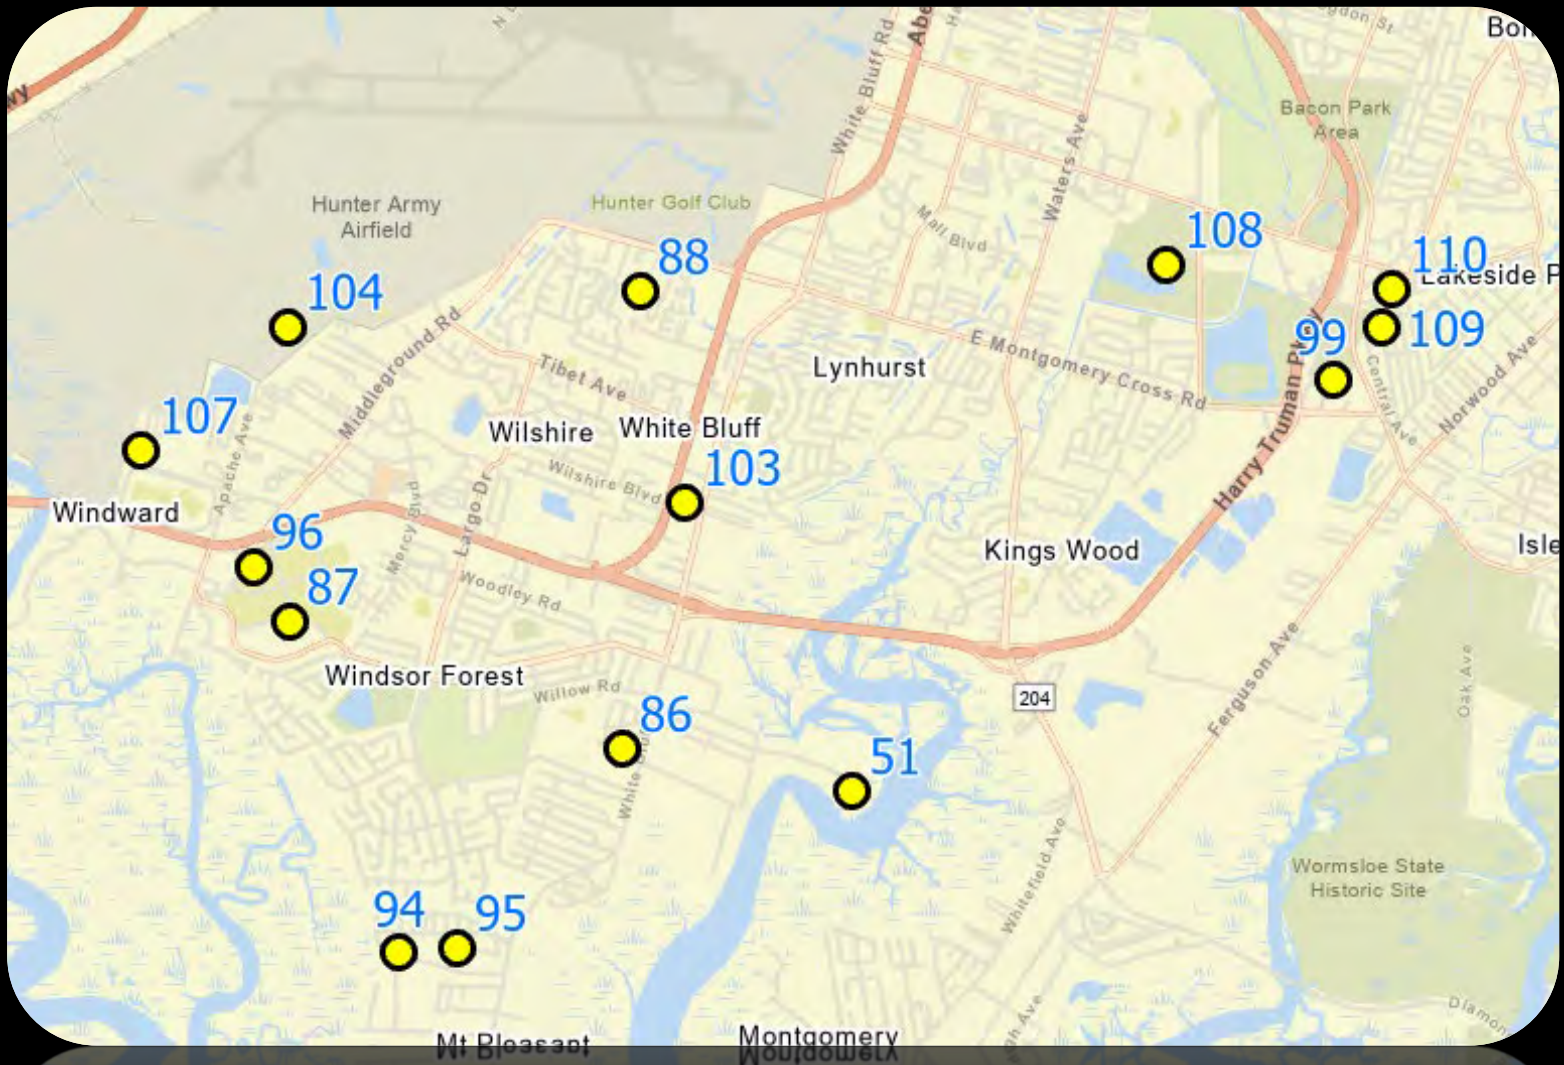 Bacon Park
Area
White Bluff Rd
Waters Ave
Hunter Army
Airfield
Hunter Golf Club
Mall Blvd
108
88
110
104
109
99
Middleground Rd
E Montgomery Cross Rd
Tibet Ave
Lynhurst
Harry Truman
Central Ave
Norwood Ave
107
Apache Ave
Wilshire
White Bluff
103
Wilshire Blvd
Windward
Largo Dr
Mercy Blvd
96
87
Kings Wood
Woodley Rd
Windsor Forest
Willow Rd
204
Ferguson Ave
Oak Ave
86
White
51
Whitefield Ave
Wormsloe State
Historic Site
94
95
Mt Pleasant
Montgomery